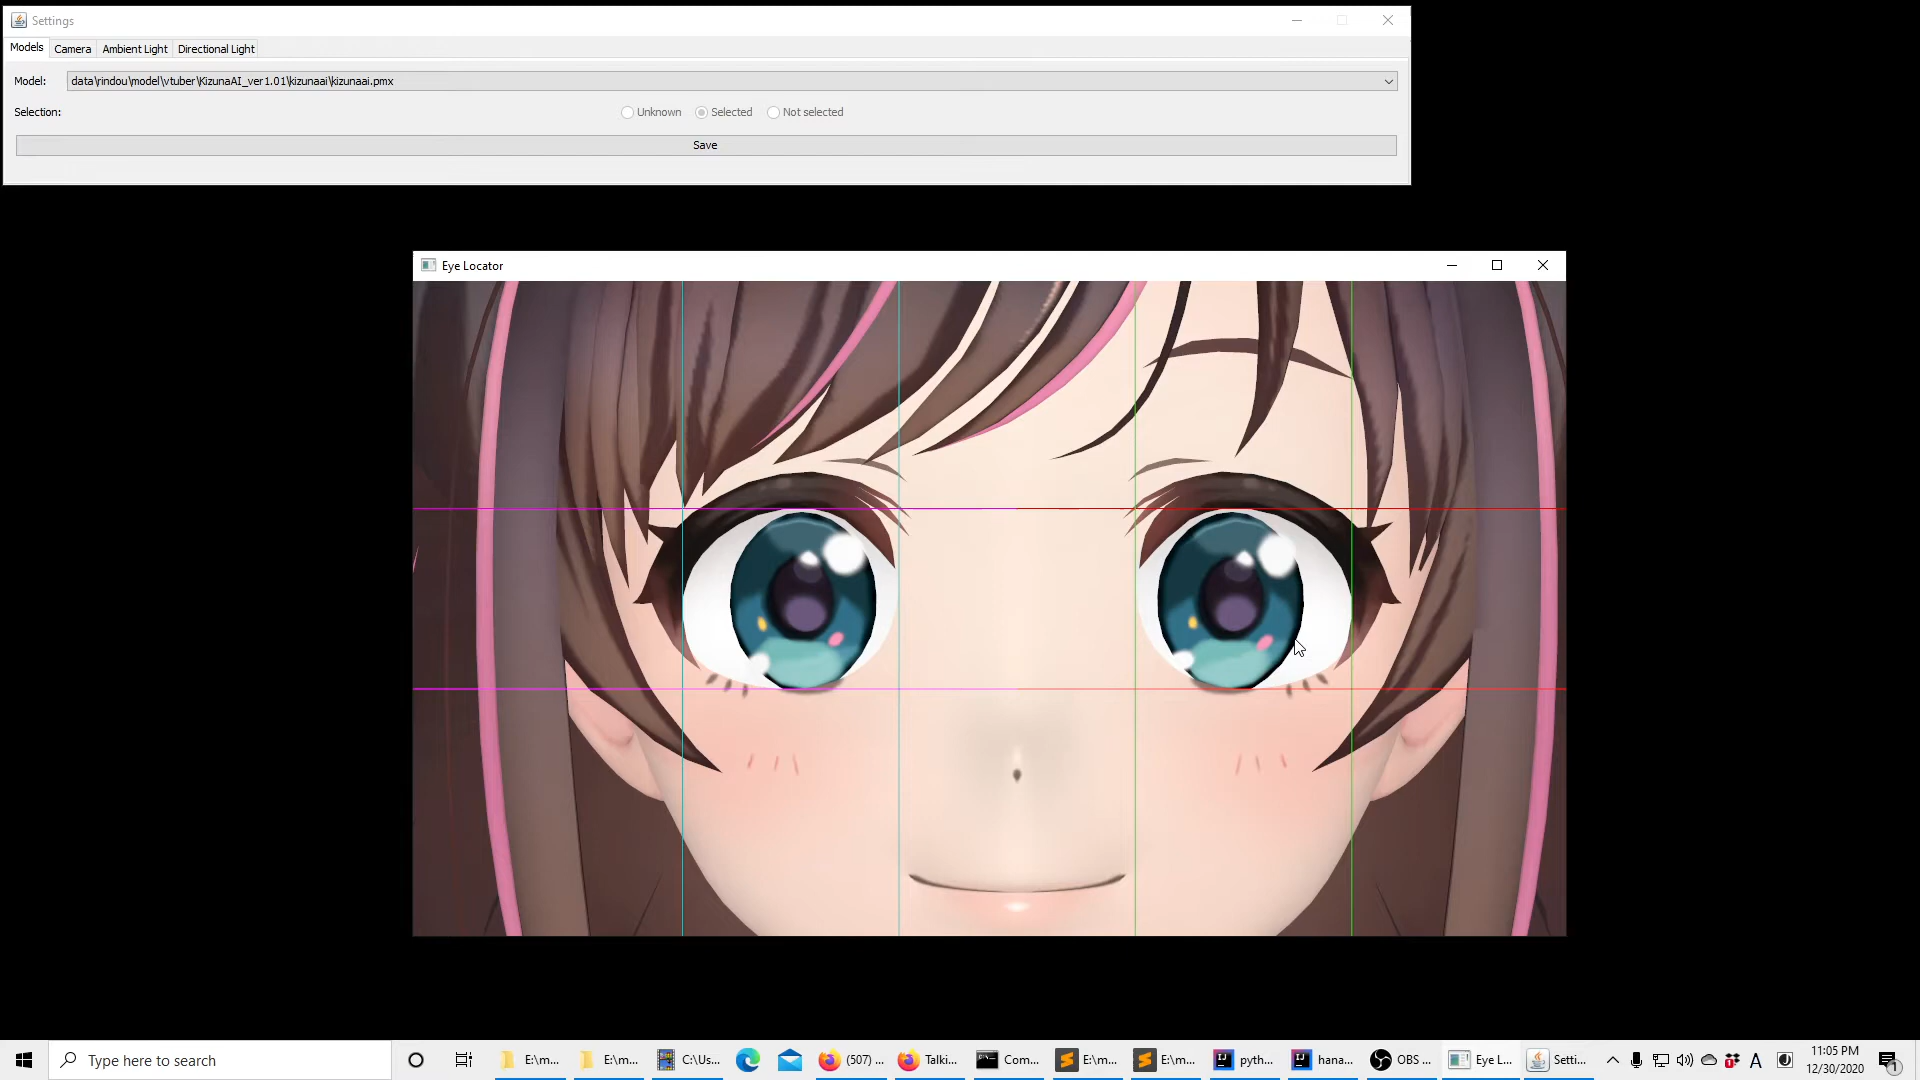 Settings
Models Camera Ambient Light Directional Light
Model: data\rindou\model\vtuber\KizunaAI_ver1.01\kizunaai\kizunaai.pmx
Selection: Unknown Selected Not selected
Save
Eye Locator
Type here to search E:\m... E:\m... C:\Us... (507) ... Talki... Com... E:\m... E:\m... pyth... hana... OBS ... Eye L... Setti... A 11:05 PM
12/30/2020 1